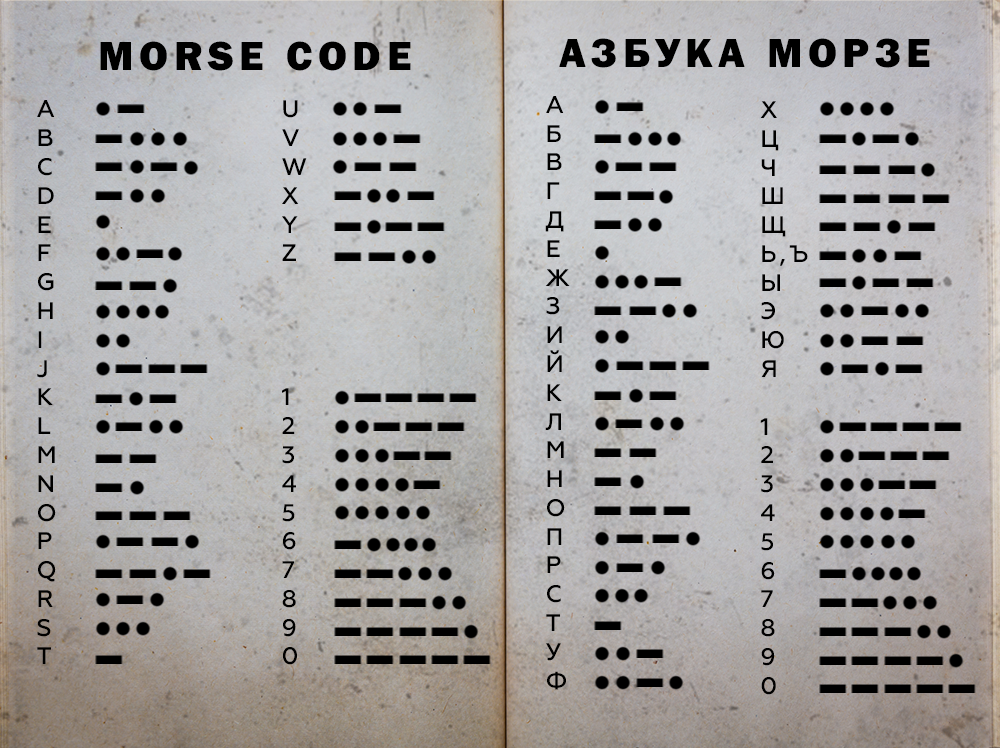 MORSE CODE
A ●▬
B ▬●●●
C ▬●▬●
D ▬●●
E ●
F ●●▬●
G ▬▬●
H ●●●●
I ●●
J ●▬▬▬
K ▬●▬
L ●▬●●
M ▬▬
N ▬●
O ▬▬▬
P ●▬▬●
Q ▬▬●▬
R ●▬●
S ●●●
T ▬
U ●●▬
V ●●●▬
W ●▬▬
X ▬●●▬
Y ▬●▬▬
Z ▬▬●●
1 ●▬▬▬▬
2 ●●▬▬▬
3 ●●●▬▬
4 ●●●●▬
5 ●●●●●
6 ▬●●●●
7 ▬▬●●●
8 ▬▬▬●●
9 ▬▬▬▬●
0 ▬▬▬▬▬
АЗБУКА МОРЗЕ
А ●▬
Б ▬●●●
В ●▬▬
Г ▬▬●
Д ▬●●
Е ●
Ж ●●●▬
З ▬▬●●
И ●●
Й ●▬▬▬
К ▬●▬
Л ●▬●●
М ▬▬
Н ▬●
О ▬▬▬
П ●▬▬●
Р ●▬●
С ●●●
Т ▬
У ●●▬
Ф ●●▬●
Х ●●●●
Ц ▬●▬●
Ч ▬▬▬●
Ш ▬▬▬▬
Щ ▬▬●▬
Ь,Ъ ▬●●▬
Ы ▬●▬▬
Э ●●▬●●
Ю ●●▬▬
Я ●▬●▬
1 ●▬▬▬▬
2 ●●▬▬▬
3 ●●●▬▬
4 ●●●●▬
5 ●●●●●
6 ▬●●●●
7 ▬▬●●●
8 ▬▬▬●●
9 ▬▬▬▬●
0 ▬▬▬▬▬